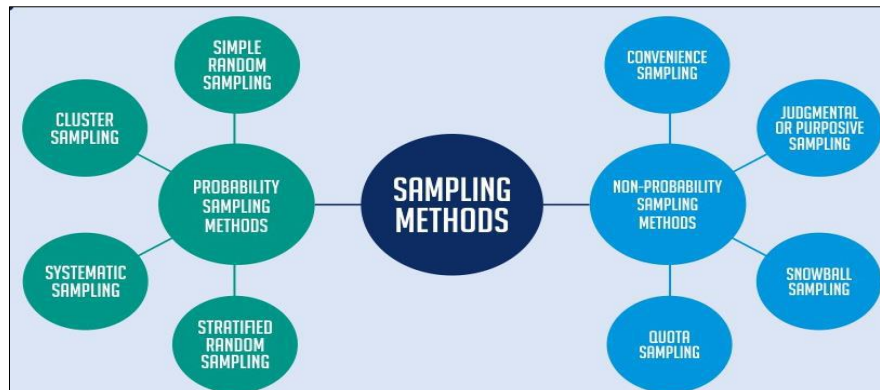 SIMPLE
RANDOM
SAMPLING
CLUSTER
SAMPLING
PROBABILITY
SAMPLING
METHODS
SYSTEMATIC
SAMPLING
STRATIFIED
RANDOM
SAMPLING
SAMPLING
METHODS
CONVENIENCE
SAMPLING
JUDGMENTAL
OR PURPOSIVE
SAMPLING
NON-PROBABILITY
SAMPLING
METHODS
SNOWBALL
SAMPLING
QUOTA
SAMPLING